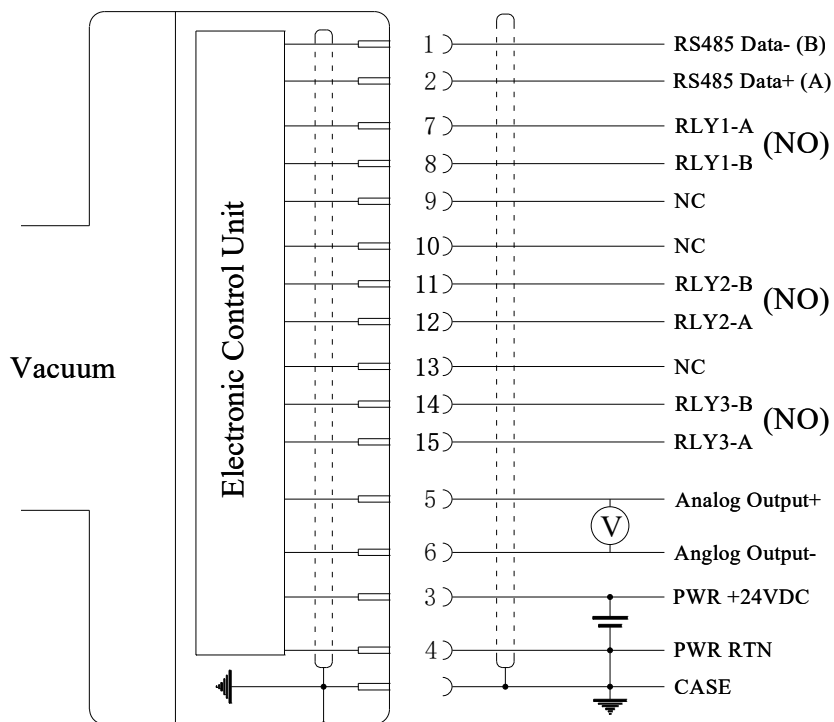 1 RS485 Data- (B)
2 RS485 Data+ (A)
7 RLY1-A
(NO)
8 RLY1-B
9 NC
10 NC
11 RLY2-B
(NO)
12 RLY2-A
Vacuum
Electronic Control Unit
13 NC
14 RLY3-B
(NO)
15 RLY3-A
5 Analog Output+
V
6 Anglog Output-
3 PWR +24VDC
4 PWR RTN
CASE